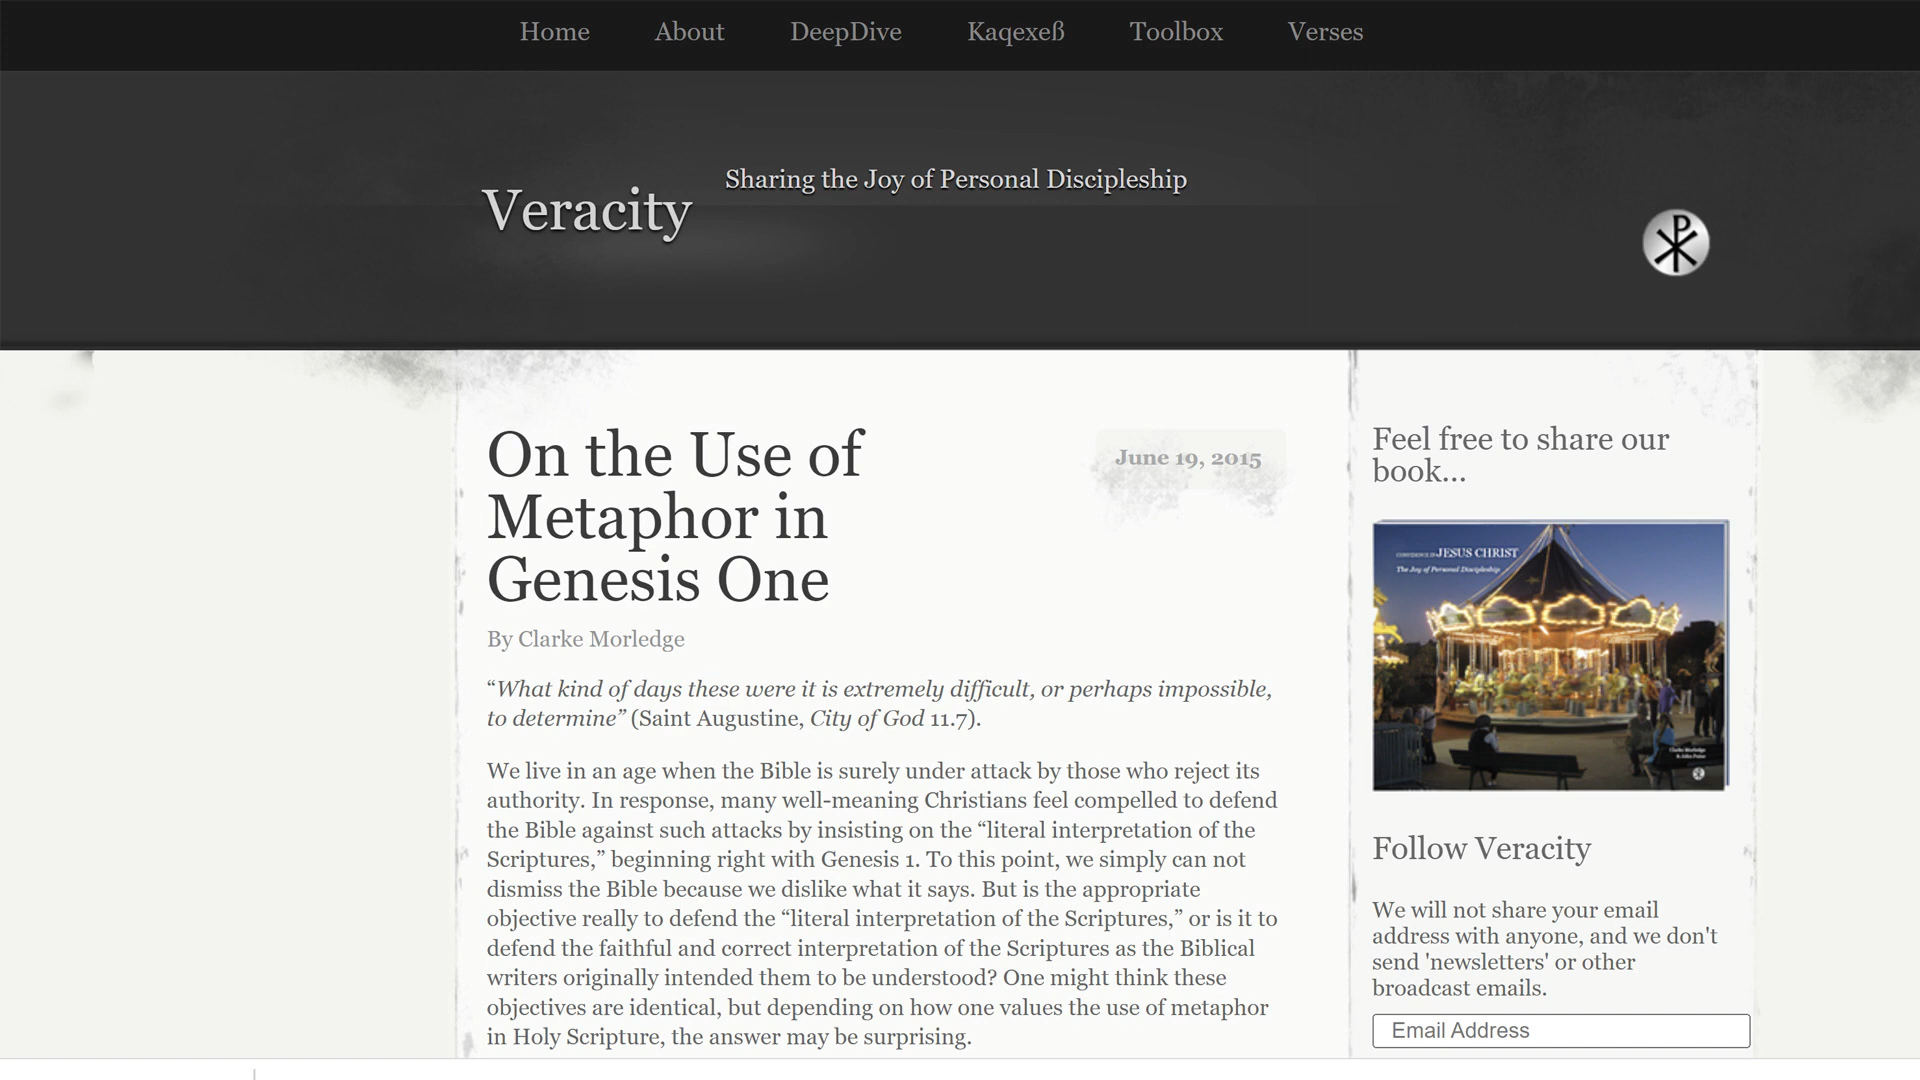 Home About DeepDive Kaqexeß Toolbox Verses
Sharing the Joy of Personal Discipleship
Veracity
On the Use of
Metaphor in
Genesis One
June 19, 2015
By Clarke Morledge
“What kind of days these were it is extremely difficult, or perhaps impossible,
to determine” (Saint Augustine, City of God 11.7).
We live in an age when the Bible is surely under attack by those who reject its
authority. In response, many well-meaning Christians feel compelled to defend
the Bible against such attacks by insisting on the “literal interpretation of the
Scriptures,” beginning right with Genesis 1. To this point, we simply can not
dismiss the Bible because we dislike what it says. But is the appropriate
objective really to defend the “literal interpretation of the Scriptures,” or is it to
defend the faithful and correct interpretation of the Scriptures as the Biblical
writers originally intended them to be understood? One might think these
objectives are identical, but depending on how one values the use of metaphor
in Holy Scripture, the answer may be surprising.
Feel free to share our
book...
CONFIDENCE IN JESUS CHRIST
The Joy of Personal Discipleship
Clarke Morledge
& John Paine
Follow Veracity
We will not share your email
address with anyone, and we don't
send 'newsletters' or other
broadcast emails.
Email Address